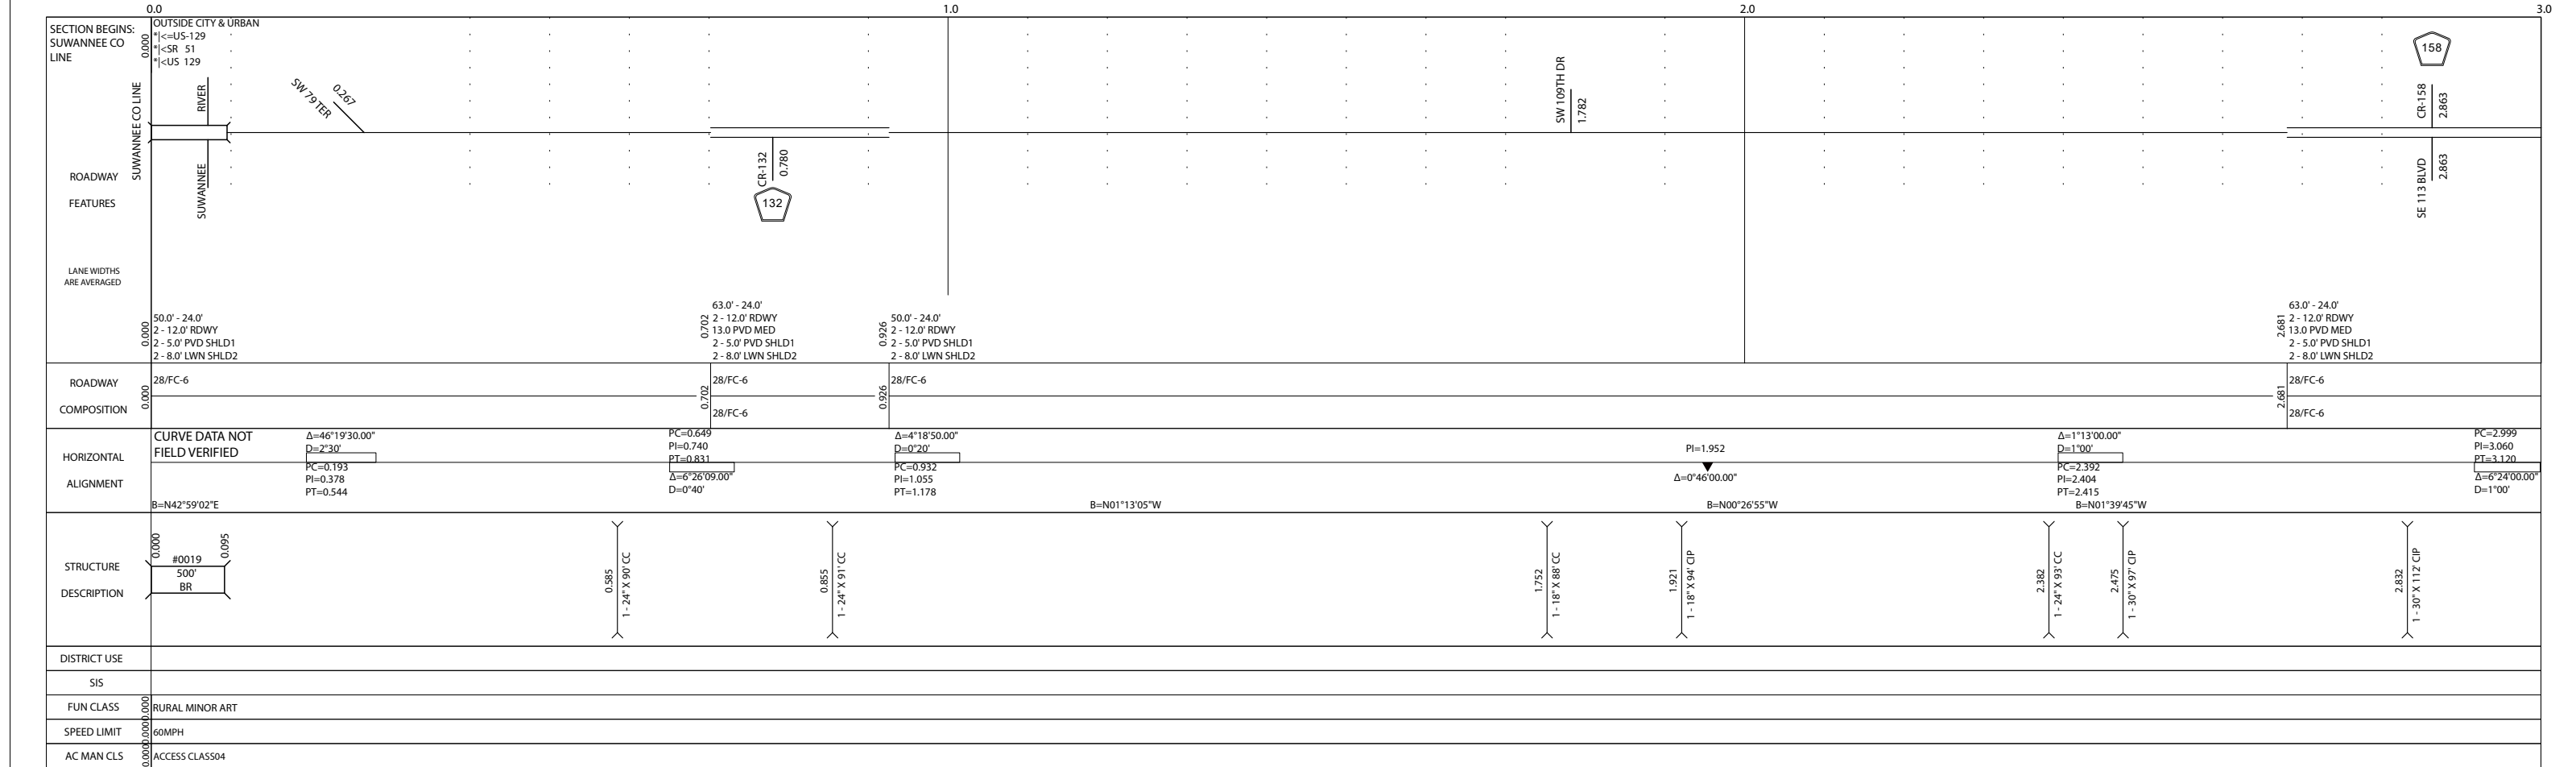 0.0
1.0
2.0
3.0
SECTION BEGINS:
SUWANNEE CO
LINE
0.000
OUTSIDE CITY & URBAN
*|<=US-129
*|<SR 51
*|<US 129
SUWANNEE CO LINE
RIVER
SUWANNEE
SW 79 TER
0.267
CR-132
0.780
132
SW 109TH DR
1.782
158
CR-158
2.863
SE 113 BLVD
2.863
ROADWAY
FEATURES
LANE WIDTHS
ARE AVERAGED
0.000
50.0' - 24.0'
2 - 12.0' RDWY
2 - 5.0' PVD SHLD1
2 - 8.0' LWN SHLD2
0.702
63.0' - 24.0'
2 - 12.0' RDWY
13.0 PVD MED
2 - 5.0' PVD SHLD1
2 - 8.0' LWN SHLD2
0.926
50.0' - 24.0'
2 - 12.0' RDWY
2 - 5.0' PVD SHLD1
2 - 8.0' LWN SHLD2
2.681
63.0' - 24.0'
2 - 12.0' RDWY
13.0 PVD MED
2 - 5.0' PVD SHLD1
2 - 8.0' LWN SHLD2
ROADWAY
COMPOSITION
0.000
28/FC-6
0.702
28/FC-6
28/FC-6
0.926
28/FC-6
2.681
28/FC-6
28/FC-6
HORIZONTAL
ALIGNMENT
CURVE DATA NOT
FIELD VERIFIED
B=N42°59'02"E
Δ=46°19'30.00"
D=2°30'
PC=0.193
PI=0.378
PT=0.544
PC=0.649
PI=0.740
PT=0.831
Δ=6°26'09.00"
D=0°40'
Δ=4°18'50.00"
D=0°20'
PC=0.932
PI=1.055
PT=1.178
B=N01°13'05"W
PI=1.952
Δ=0°46'00.00"
B=N00°26'55"W
Δ=1°13'00.00"
D=1°00'
PC=2.392
PI=2.404
PT=2.415
B=N01°39'45"W
PC=2.999
PI=3.060
PT=3.120
Δ=6°24'00.00"
D=1°00'
STRUCTURE
DESCRIPTION
0.000
0.095
#0019
500'
BR
0.585
1 - 24" X 90' CC
0.855
1 - 24" X 91' CC
1.752
1 - 18" X 88' CC
1.921
1 - 18" X 94' CIP
2.382
1 - 24" X 93' CC
2.475
1 - 30" X 97' CIP
2.832
1 - 30" X 112' CIP
DISTRICT USE
SIS
FUN CLASS
0.000
RURAL MINOR ART
SPEED LIMIT
0.000
60MPH
AC MAN CLS
0.000
ACCESS CLASS04